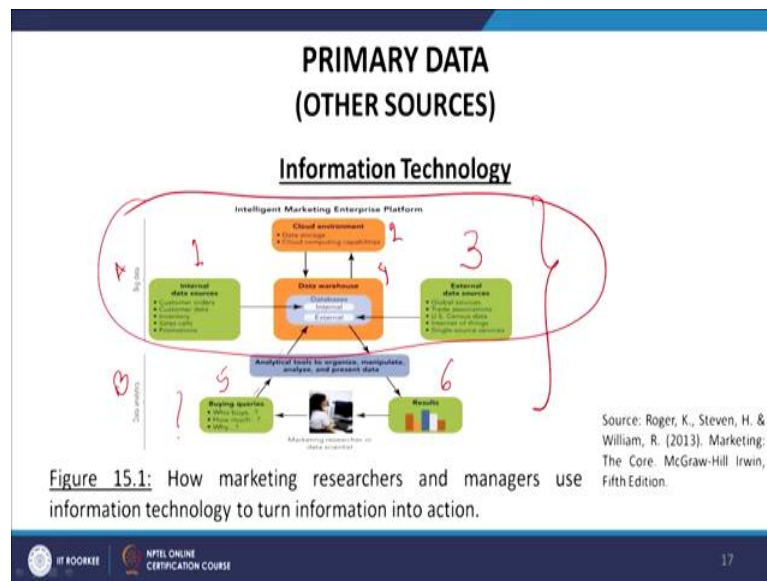 PRIMARY DATA
(OTHER SOURCES)
Information Technology
Intelligent Marketing Enterprise Platform
1
Cloud environment
• Data storage
• Cloud computing capabilities
2
3
4
A
Big data
Internal
data sources
• Customer orders
• Customer data
• Inventory
• Sales calls
• Promotions
Data warehouse
Databases
Internal
External
External
data sources
• Global sources
• Trade associations
• U.S. Census data
• Internet of things
• Single-source services
Analytical tools to organize, manipulate,
analyze, and present data
B
Data analytics
5
6
?
Buying queries
• Who buys...?
• How much...?
• Why...?
Results
Marketing researcher or
data scientist
Source: Roger, K., Steven, H. &
William, R. (2013). Marketing:
The Core. McGraw-Hill Irwin,
Fifth Edition.
Figure 15.1: How marketing researchers and managers use
information technology to turn information into action.
IIT ROORKEE
NPTEL ONLINE
CERTIFICATION COURSE
17